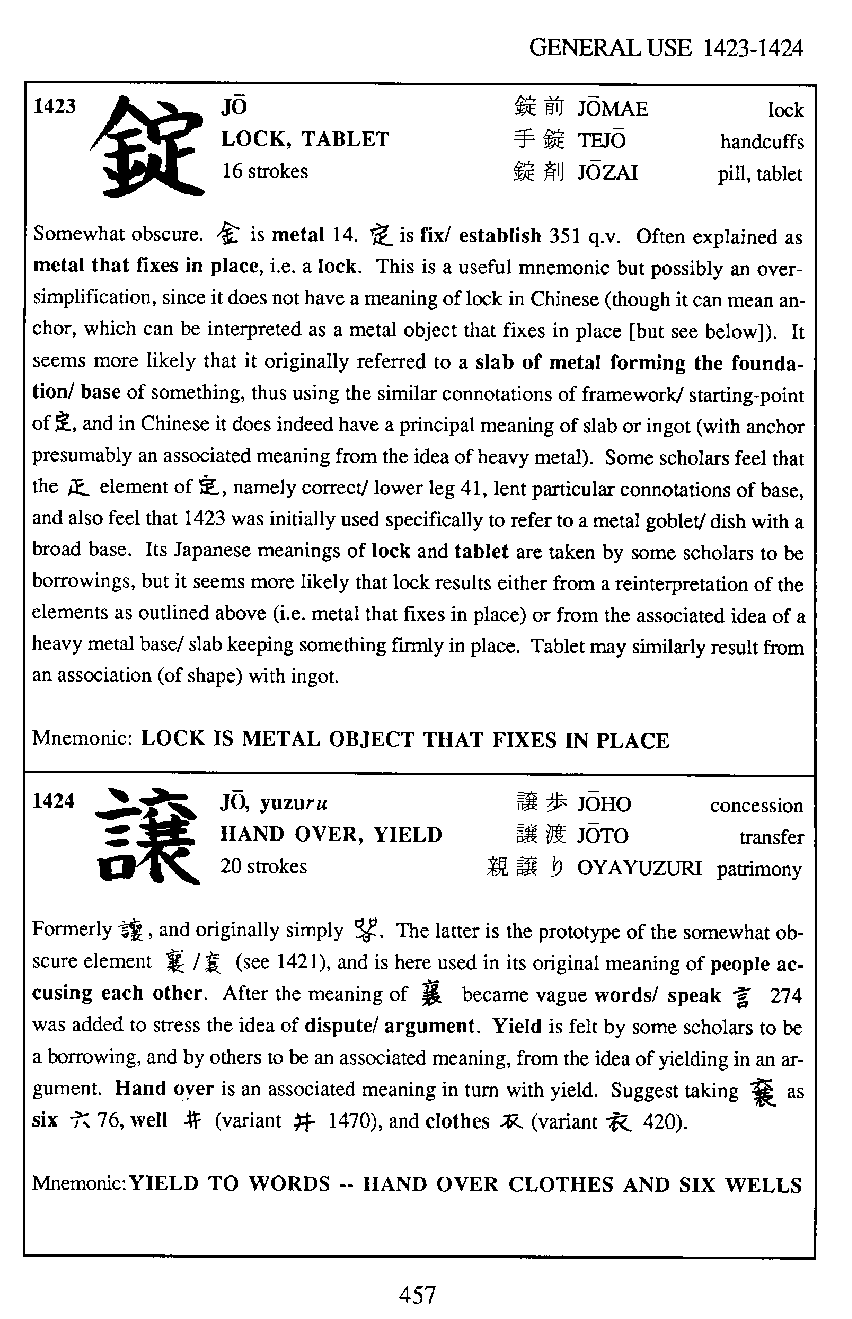 GENERAL USE 1423-1424
1423 錠 JŌ 錠前 JŌMAE lock
LOCK, TABLET 手錠 TEJŌ handcuffs
16 strokes 錠剤 JŌZAI pill, tablet
Somewhat obscure. 金 is metal 14. 定 is fix/ establish 351 q.v. Often explained as
metal that fixes in place, i.e. a lock. This is a useful mnemonic but possibly an over-
simplification, since it does not have a meaning of lock in Chinese (though it can mean an-
chor, which can be interpreted as a metal object that fixes in place [but see below]). It
seems more likely that it originally referred to a slab of metal forming the founda-
tion/ base of something, thus using the similar connotations of framework/ starting-point
of 定, and in Chinese it does indeed have a principal meaning of slab or ingot (with anchor
presumably an associated meaning from the idea of heavy metal). Some scholars feel that
the 疋 element of 定, namely correct/ lower leg 41, lent particular connotations of base,
and also feel that 1423 was initially used specifically to refer to a metal goblet/ dish with a
broad base. Its Japanese meanings of lock and tablet are taken by some scholars to be
borrowings, but it seems more likely that lock results either from a reinterpretation of the
elements as outlined above (i.e. metal that fixes in place) or from the associated idea of a
heavy metal base/ slab keeping something firmly in place. Tablet may similarly result from
an association (of shape) with ingot.
Mnemonic: LOCK IS METAL OBJECT THAT FIXES IN PLACE
1424 譲 JŌ, yuzuru 譲歩 JŌHO concession
HAND OVER, YIELD 譲渡 JŌTO transfer
20 strokes 親譲り OYAYUZURI patrimony
Formerly 讓, and originally simply . The latter is the prototype of the somewhat ob-
scure element 襄 / (see 1421), and is here used in its original meaning of people ac-
cusing each other. After the meaning of 襄 became vague words/ speak 言 274
was added to stress the idea of dispute/ argument. Yield is felt by some scholars to be
a borrowing, and by others to be an associated meaning, from the idea of yielding in an ar-
gument. Hand over is an associated meaning in turn with yield. Suggest taking as
six 六 76, well (variant 井 1470), and clothes (variant 衣 420).
Mnemonic: YIELD TO WORDS -- HAND OVER CLOTHES AND SIX WELLS
457